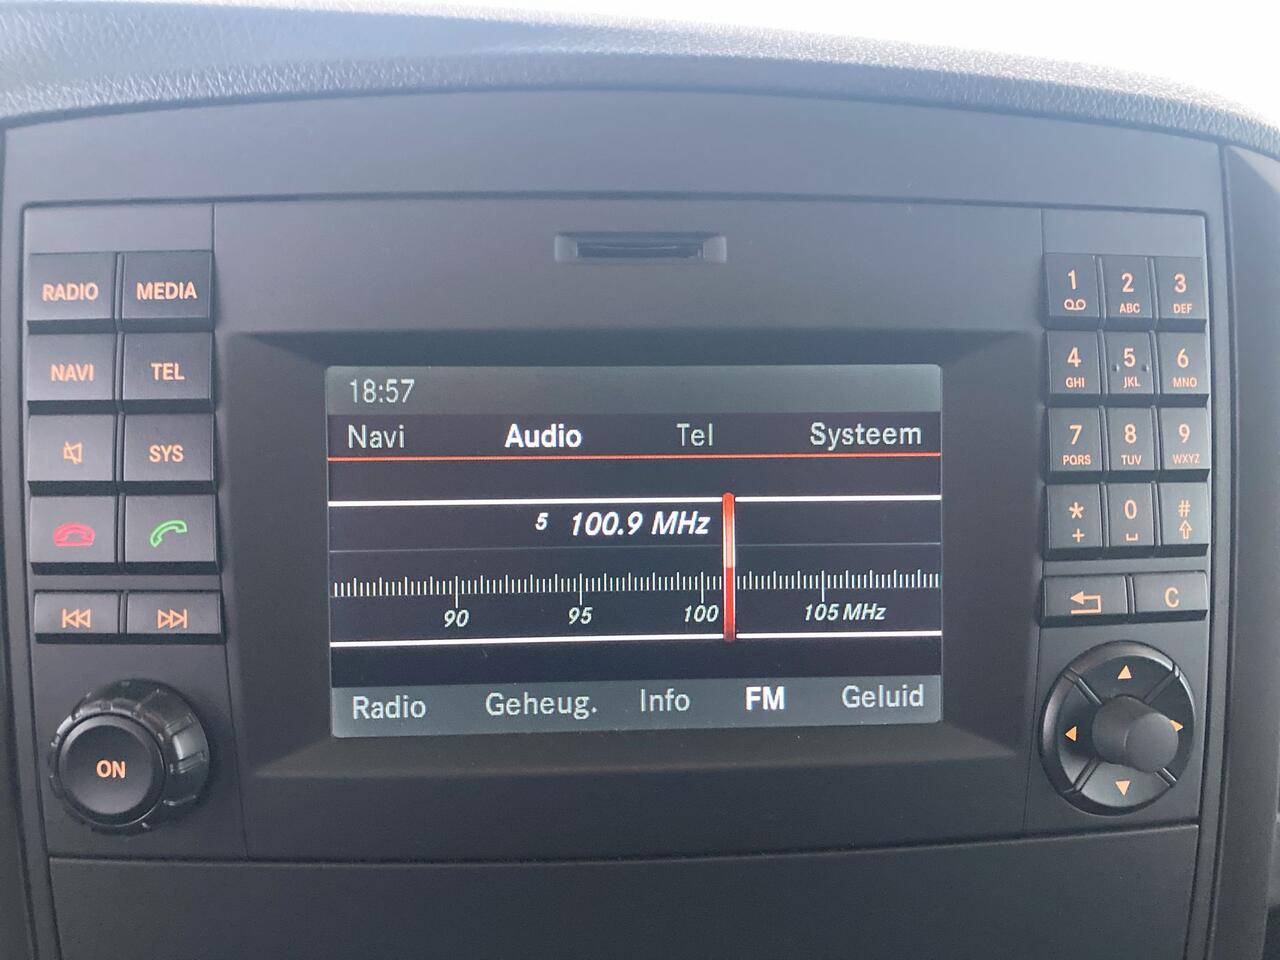 RADIO MEDIA
NAVI TEL
SYS
ON
18:57
Navi Audio Tel Systeem
5 100.9 MHz
90 95 100 105 MHz
Radio Geheug. Info FM Geluid
1 2 ABC 3 DEF
4 GHI 5 JKL 6 MNO
7 PQRS 8 TUV 9 WXYZ
* + 0 #
C